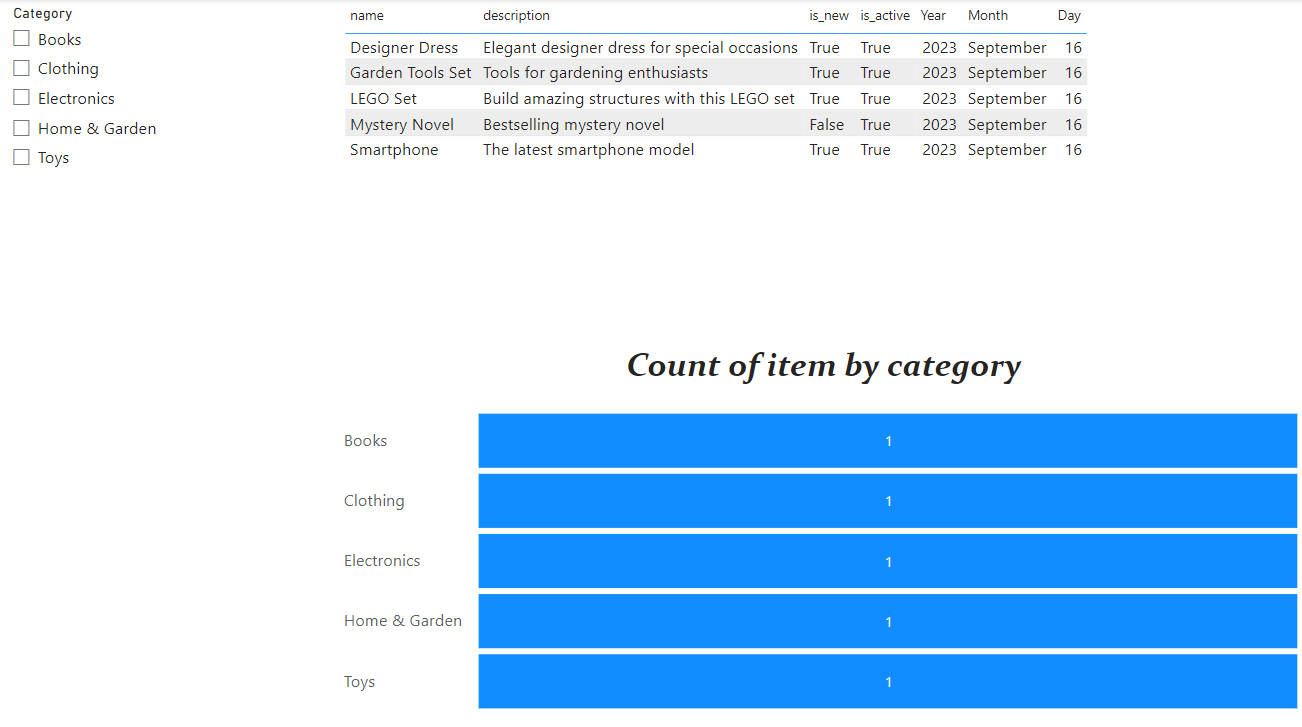 Category
Books
Clothing
Electronics
Home & Garden
Toys
name description is_new is_active Year Month Day
Designer Dress Elegant designer dress for special occasions True True 2023 September 16
Garden Tools Set Tools for gardening enthusiasts True True 2023 September 16
LEGO Set Build amazing structures with this LEGO set True True 2023 September 16
Mystery Novel Bestselling mystery novel False True 2023 September 16
Smartphone The latest smartphone model True True 2023 September 16
Count of item by category
Books 1
Clothing 1
Electronics 1
Home & Garden 1
Toys 1